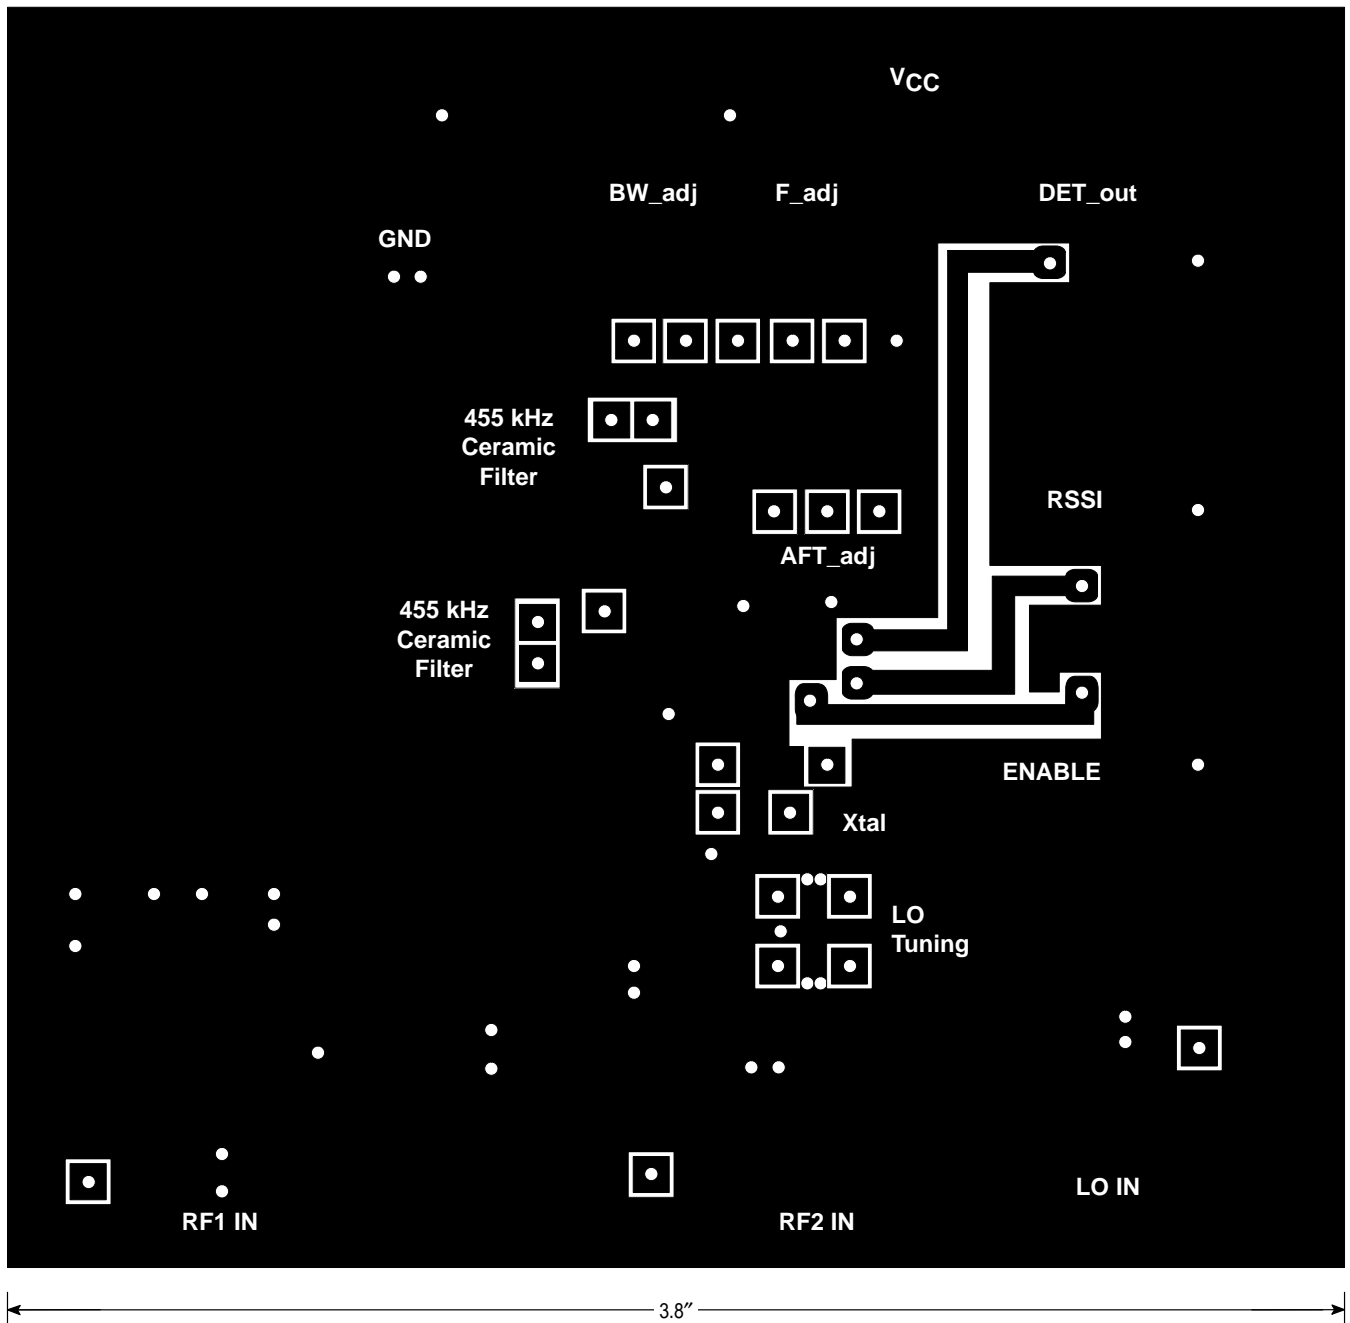 VCC
BW_adj
F_adj
DET_out
GND
455 kHz
Ceramic
Filter
RSSI
AFT_adj
455 kHz
Ceramic
Filter
ENABLE
Xtal
LO
Tuning
LO IN
RF1 IN
RF2 IN
3.8″